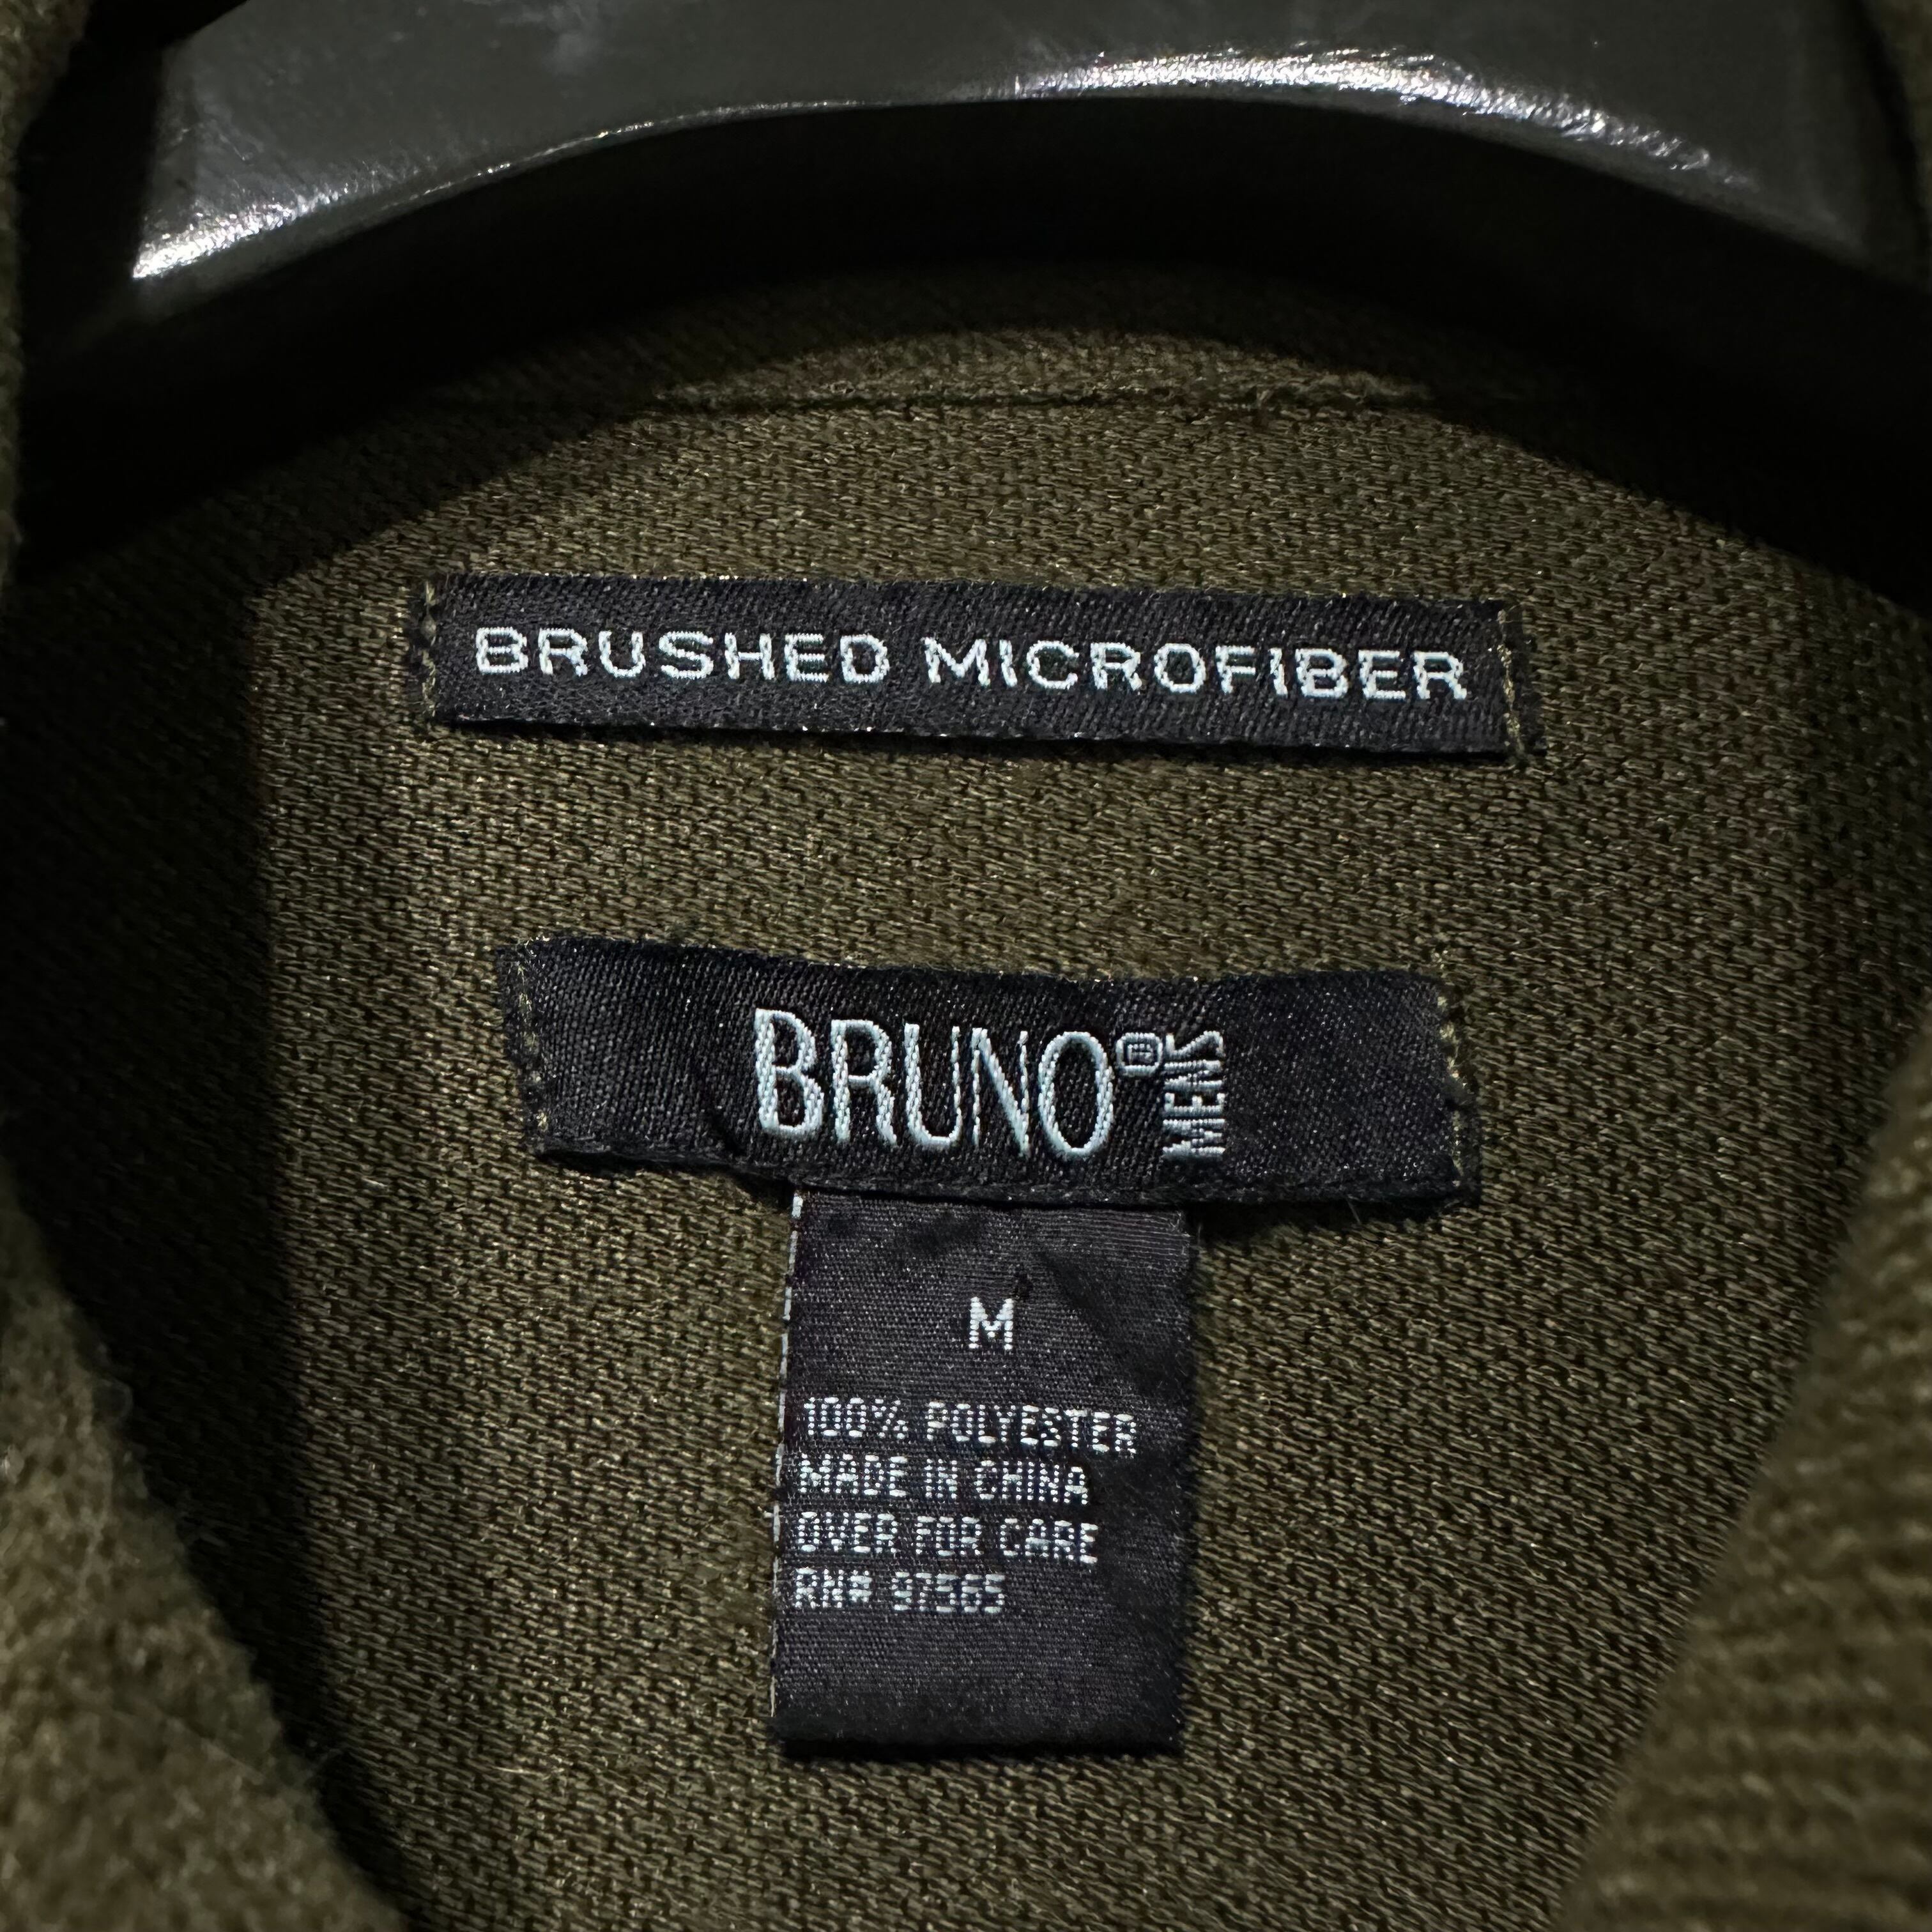 BRUSHED MICROFIBER
BRUNO® MENS
M
100% POLYESTER
MADE IN CHINA
OVER FOR CARE
RN# 97565